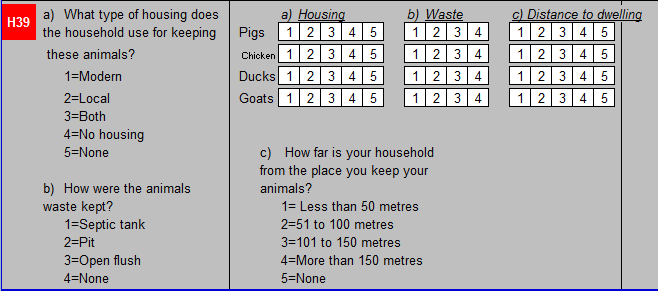 H39
a) What type of housing does
the household use for keeping
these animals?
1=Modern
2=Local
3=Both
4=No housing
5=None
b) How were the animals
waste kept?
1=Septic tank
2=Pit
3=Open flush
4=None
a) Housing b) Waste c) Distance to dwelling
Pigs 1 2 3 4 5 1 2 3 4 1 2 3 4 5
Chicken 1 2 3 4 5 1 2 3 4 1 2 3 4 5
Ducks 1 2 3 4 5 1 2 3 4 1 2 3 4 5
Goats 1 2 3 4 5 1 2 3 4 1 2 3 4 5
c) How far is your household
from the place you keep your
animals?
1= Less than 50 metres
2=51 to 100 metres
3=101 to 150 metres
4=More than 150 metres
5=None